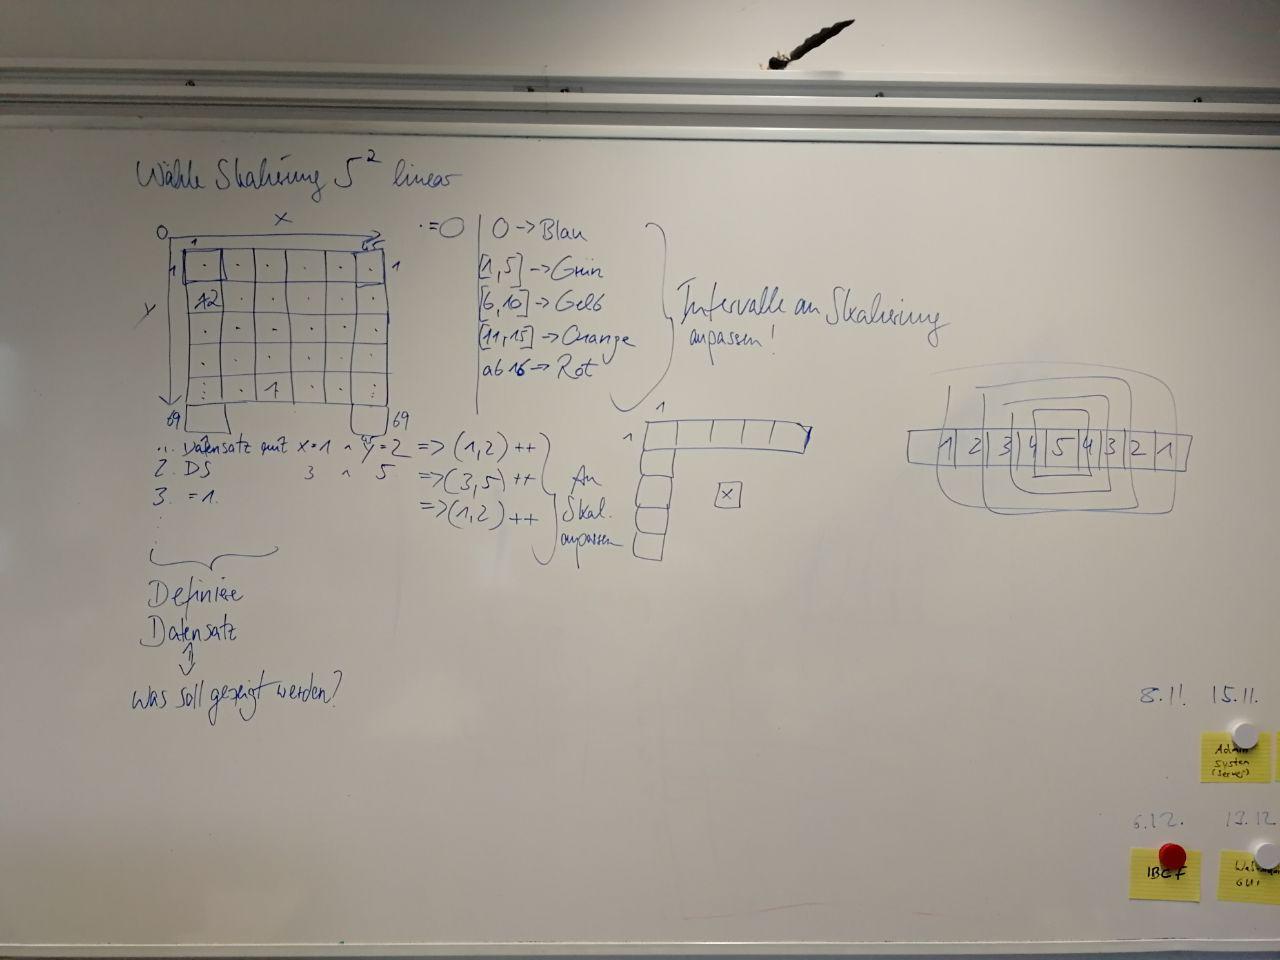 Wähle Skalierung 5² linear
0 x
1 45
1 1
y
12
1
69 69
·=0
0 -> Blau
[1,5] -> Grün
[6,10] -> Gelb
[11,15] -> Orange
ab 16 -> Rot
Intervalle an Skalierung
anpassen!
1. Datensatz mit x=1 ^ y=2 => (1,2) ++
2. DS 3 ^ 5 => (3,5) ++
3. = 1. => (1,2) ++
An
Skal.
anpassen
Definiere
Datensatz
Was soll gezeigt werden?
1
1
x
1 2 3 4 5 4 3 2 1
8.11. 15.11.
Admin
System
(Server)
6.12. 13.12.
IBCF
GUI